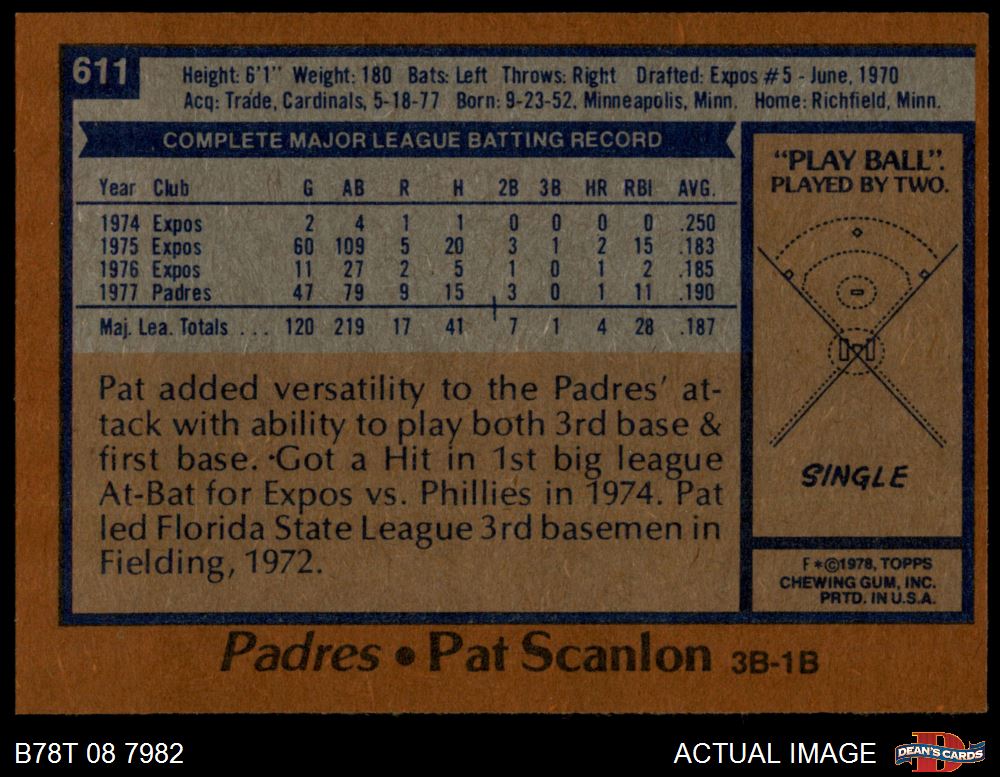 611
Height: 6'1" Weight: 180 Bats: Left Throws: Right Drafted: Expos #5 - June, 1970
Acq: Trade, Cardinals, 5-18-77 Born: 9-23-52, Minneapolis, Minn. Home: Richfield, Minn.
COMPLETE MAJOR LEAGUE BATTING RECORD
Year Club G AB R H 2B 3B HR RBI AVG.
1974 Expos 2 4 1 1 0 0 0 0 .250
1975 Expos 60 109 5 20 3 1 2 15 .183
1976 Expos 11 27 2 5 1 0 1 2 .185
1977 Padres 47 79 9 15 3 0 1 11 .190
Maj. Lea. Totals . . . 120 219 17 41 7 1 4 28 .187
Pat added versatility to the Padres' at-
tack with ability to play both 3rd base &
first base. Got a Hit in 1st big league
At-Bat for Expos vs. Phillies in 1974. Pat
led Florida State League 3rd basemen in
Fielding, 1972.
"PLAY BALL".
PLAYED BY TWO.
SINGLE
F*©1978, TOPPS
CHEWING GUM, INC.
PRTD. IN U.S.A.
Padres • Pat Scanlon 3B-1B
B78T 08 7982
ACTUAL IMAGE
D
DEAN'S CARDS